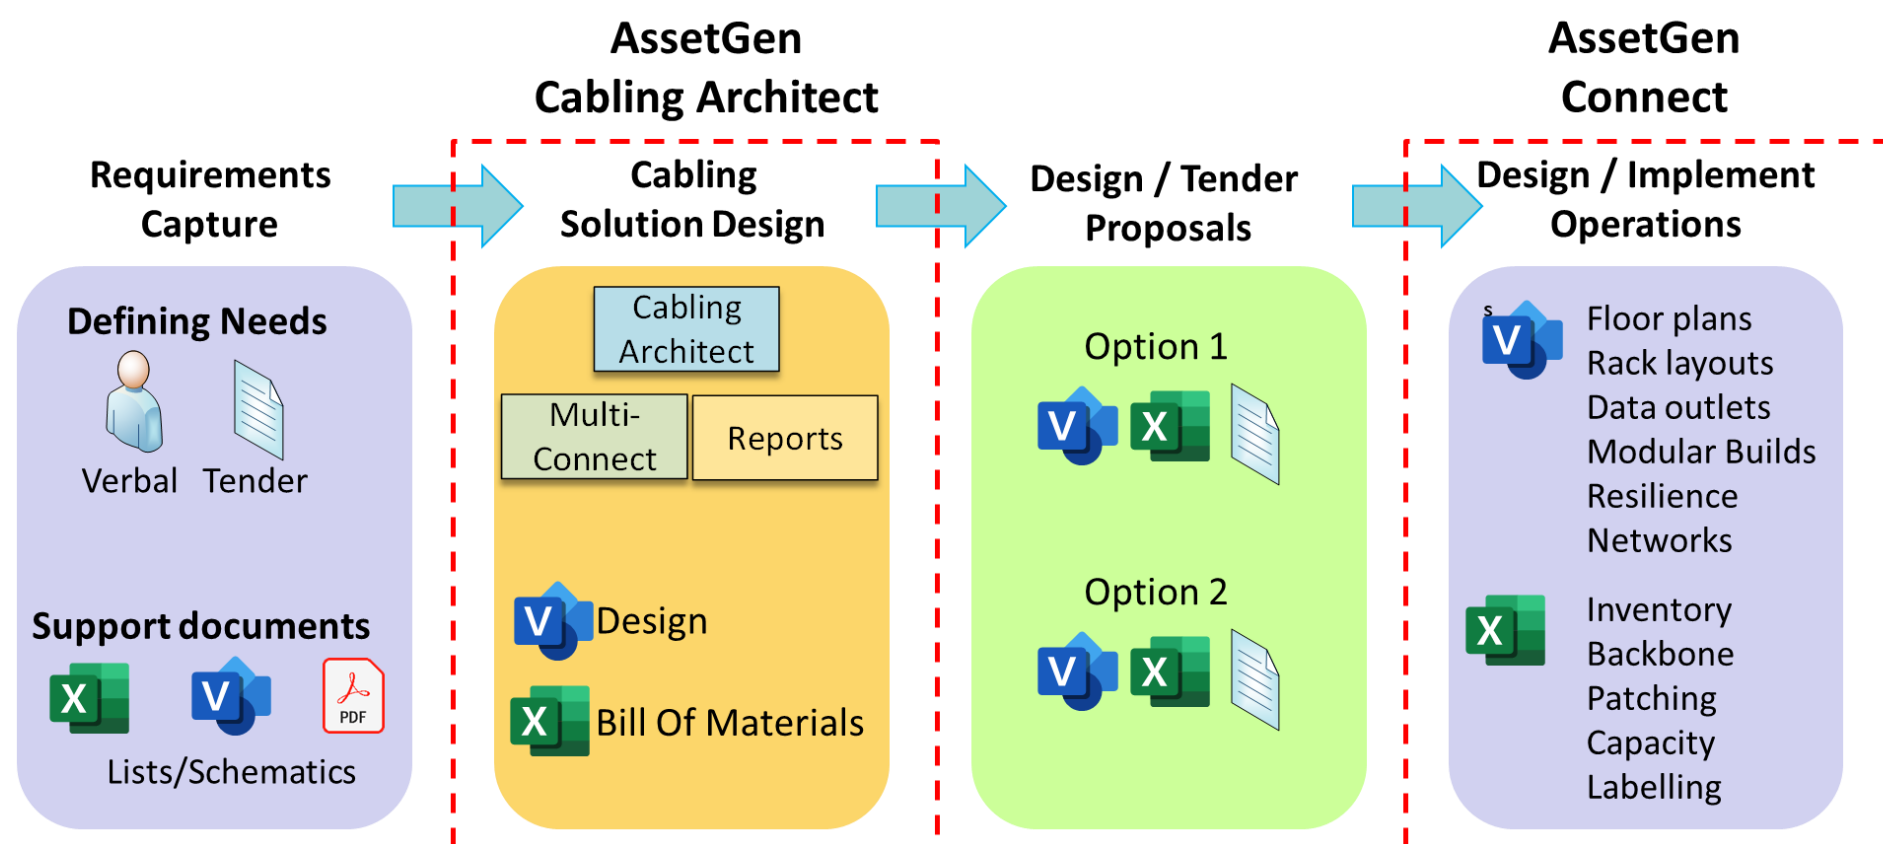 AssetGen
Cabling Architect
AssetGen
Connect
Requirements
Capture
Cabling
Solution Design
Design / Tender
Proposals
Design / Implement
Operations
Defining Needs
Verbal
Tender
Support documents
X
V
PDF
Lists/Schematics
Cabling
Architect
Multi-
Connect
Reports
V
Design
X
Bill Of Materials
Option 1
V
X
Option 2
V
X
s
V
Floor plans
Rack layouts
Data outlets
Modular Builds
Resilience
Networks
X
Inventory
Backbone
Patching
Capacity
Labelling